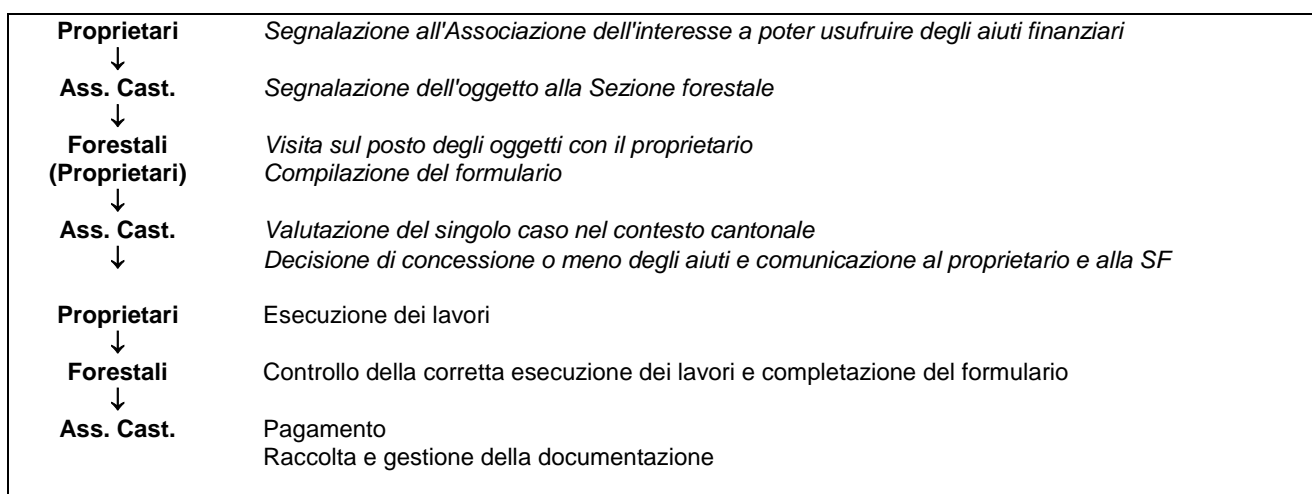 Proprietari Segnalazione all'Associazione dell'interesse a poter usufruire degli aiuti finanziari
↓
Ass. Cast. Segnalazione dell'oggetto alla Sezione forestale
↓
Forestali Visita sul posto degli oggetti con il proprietario
(Proprietari) Compilazione del formulario
↓
Ass. Cast. Valutazione del singolo caso nel contesto cantonale
↓ Decisione di concessione o meno degli aiuti e comunicazione al proprietario e alla SF
Proprietari Esecuzione dei lavori
↓
Forestali Controllo della corretta esecuzione dei lavori e completazione del formulario
↓
Ass. Cast. Pagamento
Raccolta e gestione della documentazione